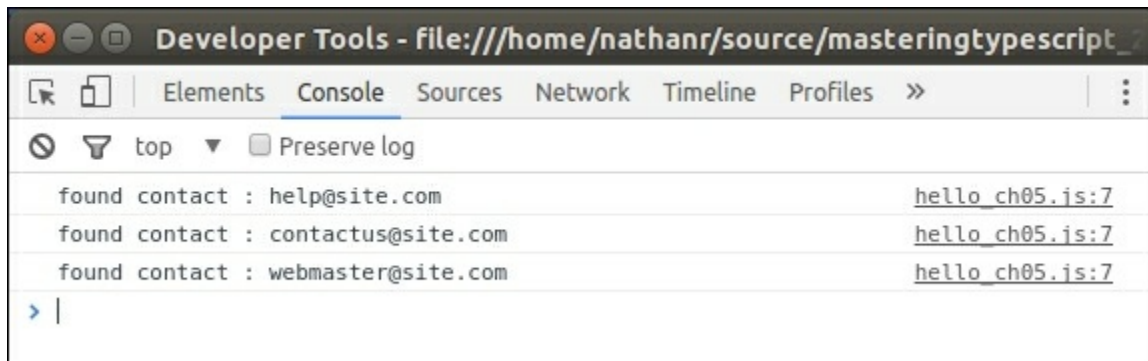 Developer Tools - file:///home/nathanr/source/masteringtypescript_
Elements Console Sources Network Timeline Profiles »
top ▼ Preserve log
found contact : help@site.com hello_ch05.js:7
found contact : contactus@site.com hello_ch05.js:7
found contact : webmaster@site.com hello_ch05.js:7
>